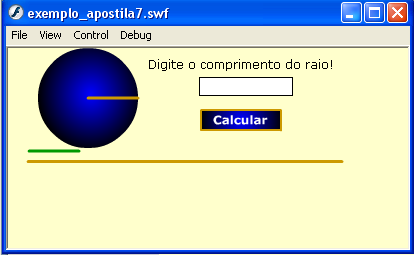 exemplo_apostila7.swf
File View Control Debug
Digite o comprimento do raio!
Calcular